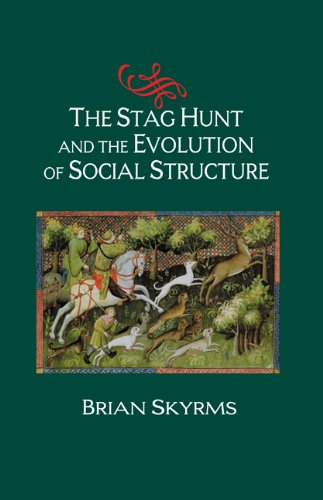 THE STAG HUNT
AND THE EVOLUTION
OF SOCIAL STRUCTURE
BRIAN SKYRMS